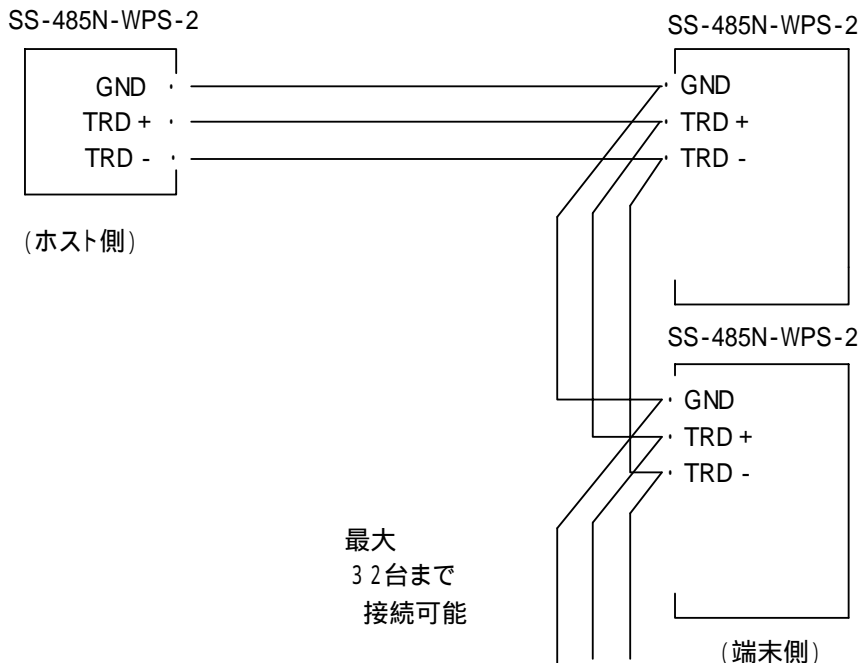 SS-485N-WPS-2
GND
TRD +
TRD -
(ホスト側)
SS-485N-WPS-2
GND
TRD +
TRD -
SS-485N-WPS-2
GND
TRD +
TRD -
最大
32台まで
接続可能
(端末側)